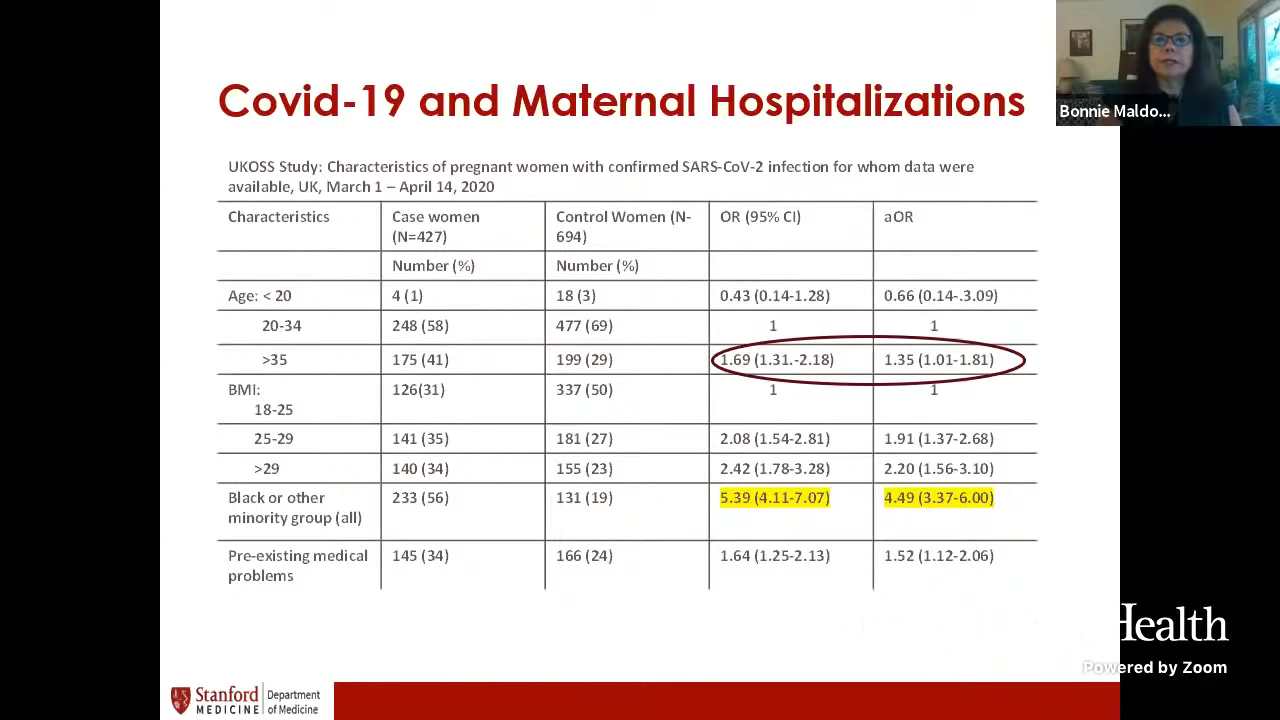 Covid-19 and Maternal Hospitalizations
Bonnie Maldo...
UKOSS Study: Characteristics of pregnant women with confirmed SARS-CoV-2 infection for whom data were
available, UK, March 1 – April 14, 2020
Characteristics Case women Control Women (N- OR (95% CI) aOR
(N=427) 694)
Number (%) Number (%)
Age: < 20 4 (1) 18 (3) 0.43 (0.14-1.28) 0.66 (0.14-.3.09)
20-34 248 (58) 477 (69) 1 1
>35 175 (41) 199 (29) 1.69 (1.31.-2.18) 1.35 (1.01-1.81)
BMI: 126(31) 337 (50) 1 1
18-25
25-29 141 (35) 181 (27) 2.08 (1.54-2.81) 1.91 (1.37-2.68)
>29 140 (34) 155 (23) 2.42 (1.78-3.28) 2.20 (1.56-3.10)
Black or other 233 (56) 131 (19) 5.39 (4.11-7.07) 4.49 (3.37-6.00)
minority group (all)
Pre-existing medical 145 (34) 166 (24) 1.64 (1.25-2.13) 1.52 (1.12-2.06)
problems
Health
Powered by Zoom
Stanford Department
MEDICINE of Medicine